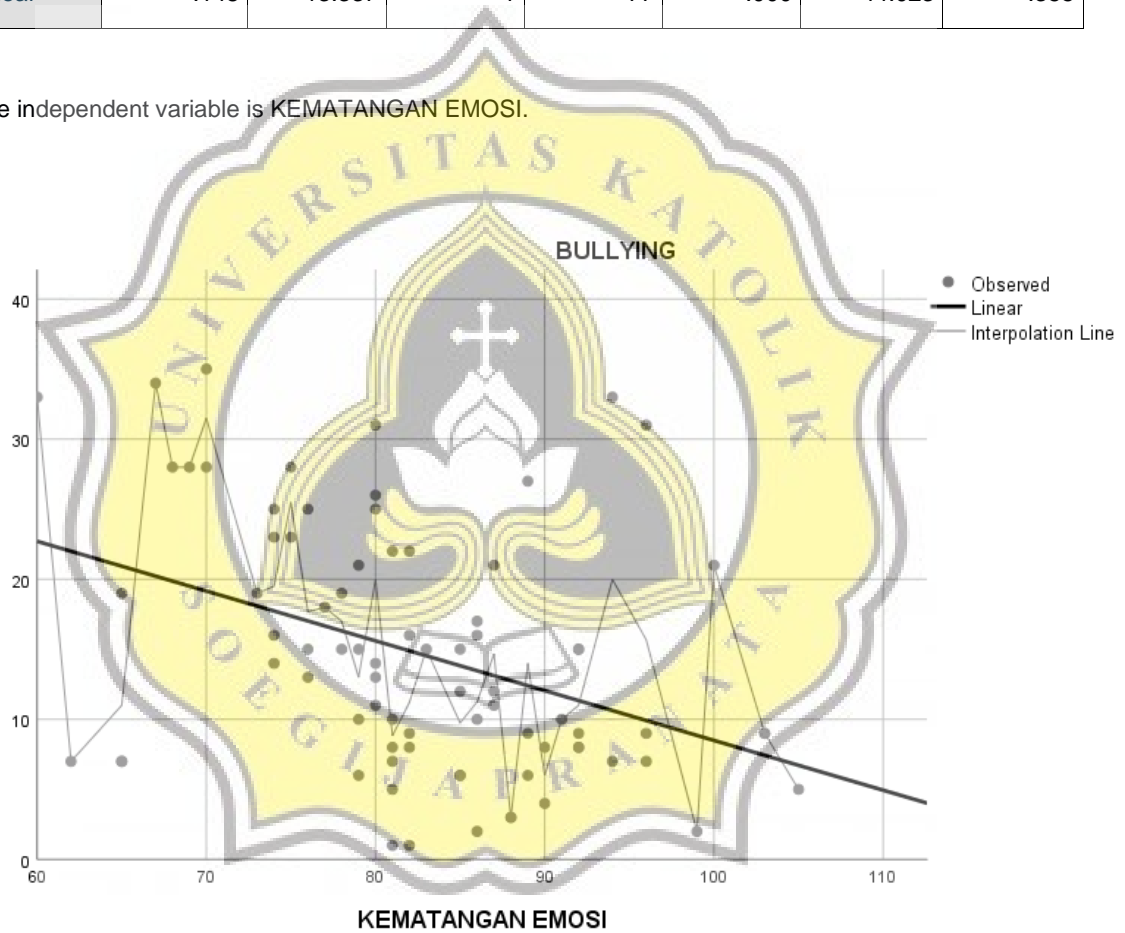 e independent variable is KEMATANGAN EMOSI.
UNIVERSITAS KATOLIK
SOEGIJAPRANATA
BULLYING
Observed
Linear
Interpolation Line
40
30
20
10
0
60 70 80 90 100 110
KEMATANGAN EMOSI